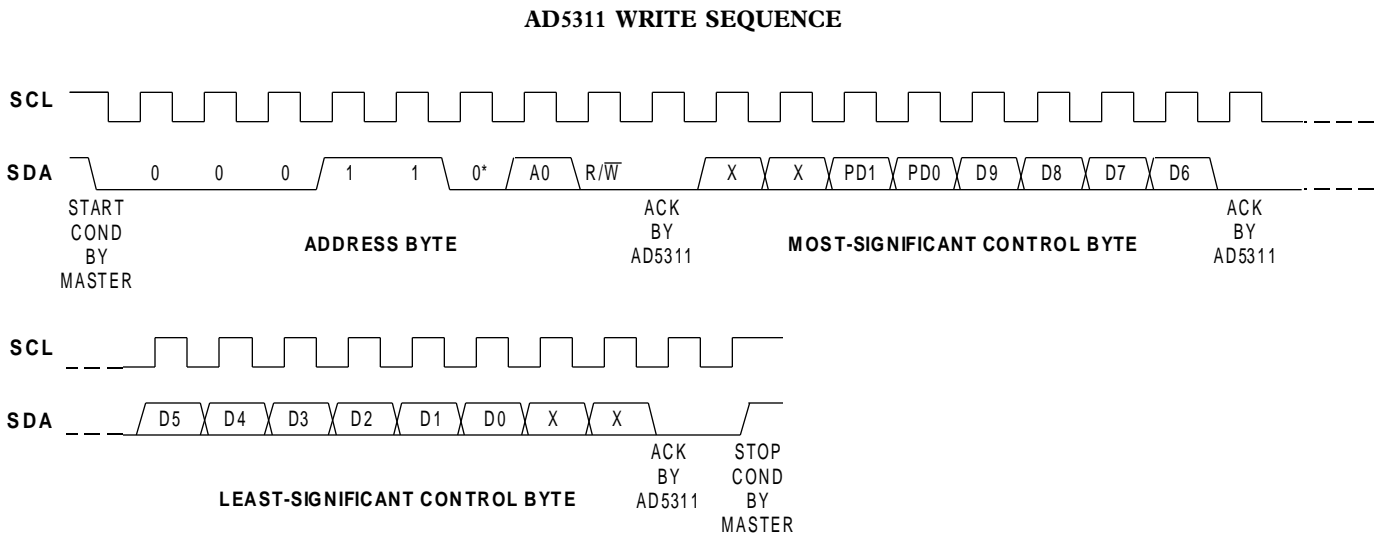 AD5311 WRITE SEQUENCE
SCL
SDA 0 0 0 1 1 0* A0 R/W̅ X X PD1 PD0 D9 D8 D7 D6
START
COND
BY
MASTER
ADDRESS BYTE
ACK
BY
AD5311
MOST-SIGNIFICANT CONTROL BYTE
ACK
BY
AD5311
SCL
SDA D5 D4 D3 D2 D1 D0 X X
LEAST-SIGNIFICANT CONTROL BYTE
ACK
BY
AD5311
STOP
COND
BY
MASTER